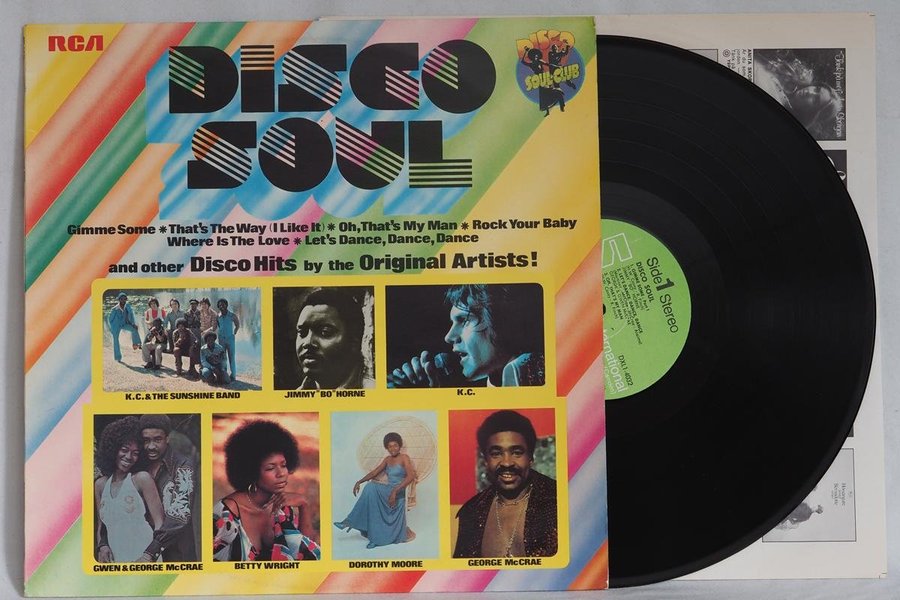 RCA
DISCO
SOUL
DISCO
SOUL-CLUB
Gimme Some * That's The Way (I Like It) * Oh, That's My Man * Rock Your Baby
Where Is The Love * Let's Dance, Dance, Dance
and other Disco Hits by the Original Artists!
K.C. & THE SUNSHINE BAND
JIMMY "BO" HORNE
K.C.
GWEN & GEORGE McCRAE
BETTY WRIGHT
DOROTHY MOORE
GEORGE McCRAE
Side 1 Stereo
DISCO SOUL
DXL1-4032